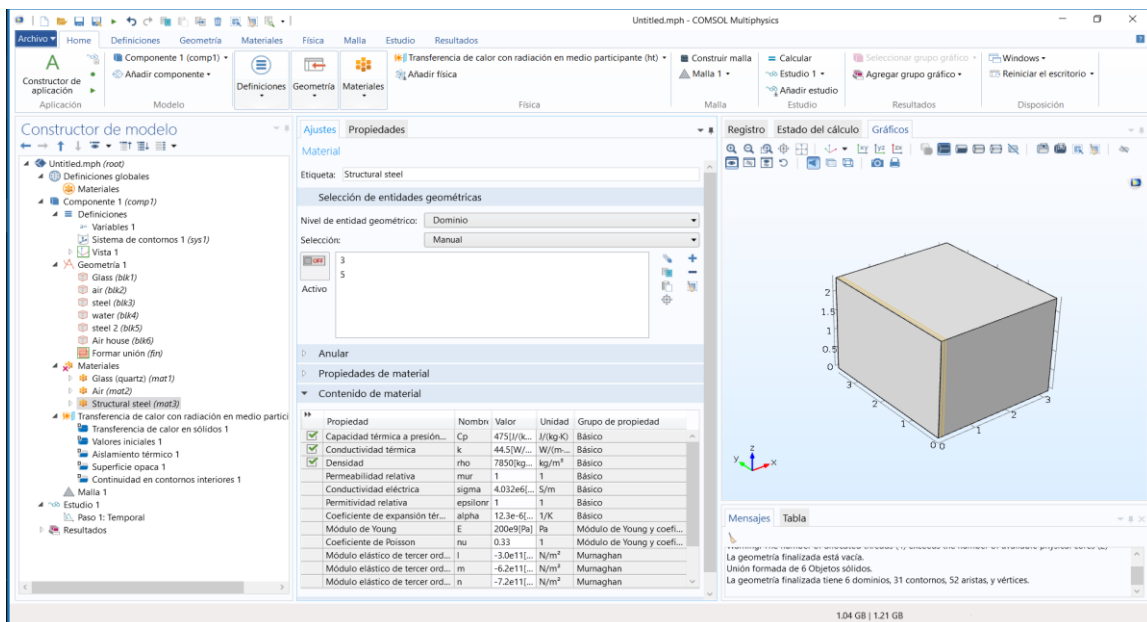 Untitled.mph - COMSOL Multiphysics
Archivo Home Definiciones Geometría Materiales Física Malla Estudio Resultados
Constructor de aplicación
Aplicación
Componente 1 (comp1)
Añadir componente
Modelo
Definiciones
Geometría
Materiales
Transferencia de calor con radiación en medio participante (ht)
Añadir física
Física
Construir malla
Malla 1
Malla
Calcular
Estudio 1
Añadir estudio
Estudio
Seleccionar grupo gráfico
Agregar grupo gráfico
Resultados
Windows
Reiniciar el escritorio
Disposición
Constructor de modelo
Untitled.mph (root)
Definiciones globales
Materiales
Componente 1 (comp1)
Definiciones
Variables 1
Sistema de contornos 1 (sys1)
Vista 1
Geometría 1
Glass (blk1)
air (blk2)
steel (blk3)
water (blk4)
steel 2 (blk5)
Air house (blk6)
Formar unión (fin)
Materiales
Glass (quartz) (mat1)
Air (mat2)
Structural steel (mat3)
Transferencia de calor con radiación en medio partici
Transferencia de calor en sólidos 1
Valores iniciales 1
Aislamiento térmico 1
Superficie opaca 1
Continuidad en contornos interiores 1
Malla 1
Estudio 1
Paso 1: Temporal
Resultados
Ajustes Propiedades
Material
Etiqueta: Structural steel
Selección de entidades geométricas
Nivel de entidad geométrico: Dominio
Selección: Manual
OFF
Activo
3
5
Anular
Propiedades de material
Contenido de material
Propiedad Nombre Valor Unidad Grupo de propiedad
Capacidad térmica a presión... Cp 475[J/(k... J/(kg·K) Básico
Conductividad térmica k 44.5[W/... W/(m·... Básico
Densidad rho 7850[kg... kg/m³ Básico
Permeabilidad relativa mur 1 1 Básico
Conductividad eléctrica sigma 4.032e6[... S/m Básico
Permitividad relativa epsilonr 1 1 Básico
Coeficiente de expansión tér... alpha 12.3e-6[... 1/K Básico
Módulo de Young E 200e9[Pa] Pa Módulo de Young y coefi...
Coeficiente de Poisson nu 0.33 1 Módulo de Young y coefi...
Módulo elástico de tercer ord... l -3.0e11[... N/m² Murnaghan
Módulo elástico de tercer ord... m -6.2e11[... N/m² Murnaghan
Módulo elástico de tercer ord... n -7.2e11[... N/m² Murnaghan
Registro Estado del cálculo Gráficos
2
1.5
1
0.5
0
3
2
1
0
0
1
2
3
z
y
x
Mensajes Tabla
La geometría finalizada está vacía.
Unión formada de 6 Objetos sólidos.
La geometría finalizada tiene 6 dominios, 31 contornos, 52 aristas, y vértices.
1.04 GB | 1.21 GB